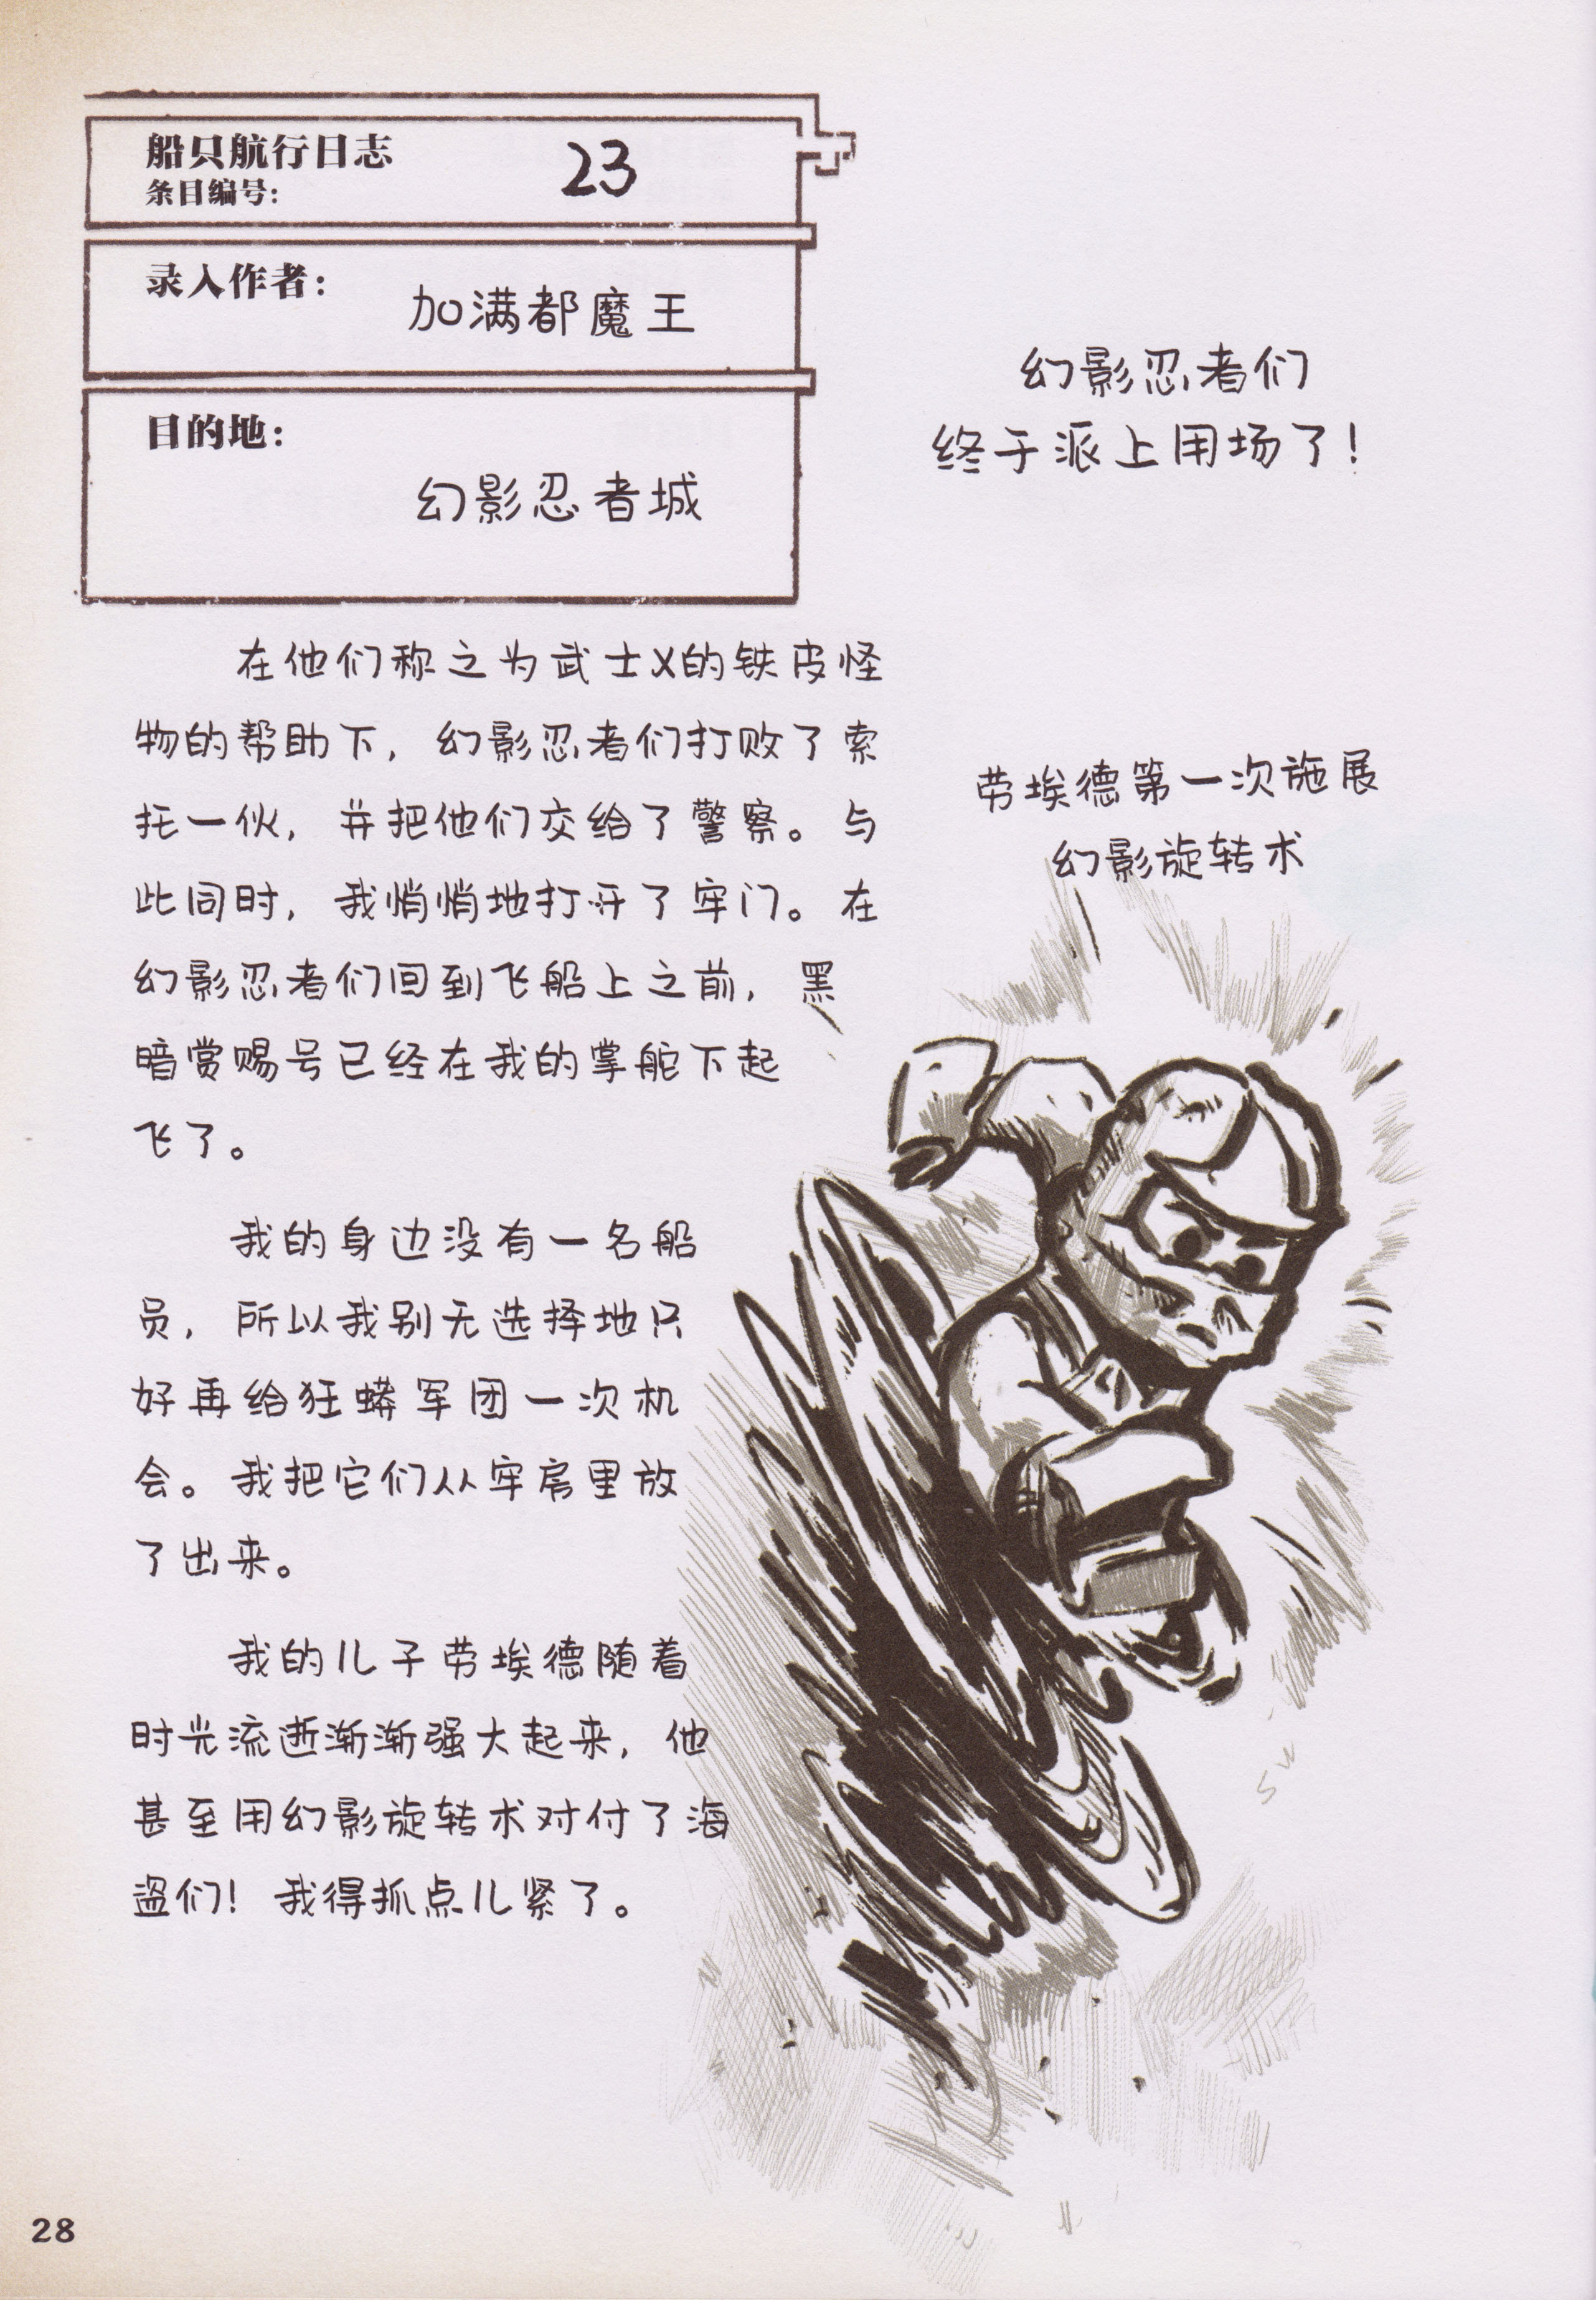 船只航行日志
条目编号： 23
录入作者： 加满都魔王
目的地： 幻影忍者城
幻影忍者们
终于派上用场了！
在他们称之为武士X的铁皮怪
物的帮助下，幻影忍者们打败了索
托一伙，并把他们交给了警察。与
此同时，我悄悄地打开了牢门。在
幻影忍者们回到飞船上之前，黑
暗赏赐号已经在我的掌舵下起
飞了。
我的身边没有一名船
员，所以我别无选择地只
好再给狂蟒军团一次机
会。我把它们从牢房里放
了出来。
我的儿子劳埃德随着
时光流逝渐渐强大起来，他
甚至用幻影旋转术对付了海
盗们！我得抓点儿紧了。
劳埃德第一次施展
幻影旋转术
28